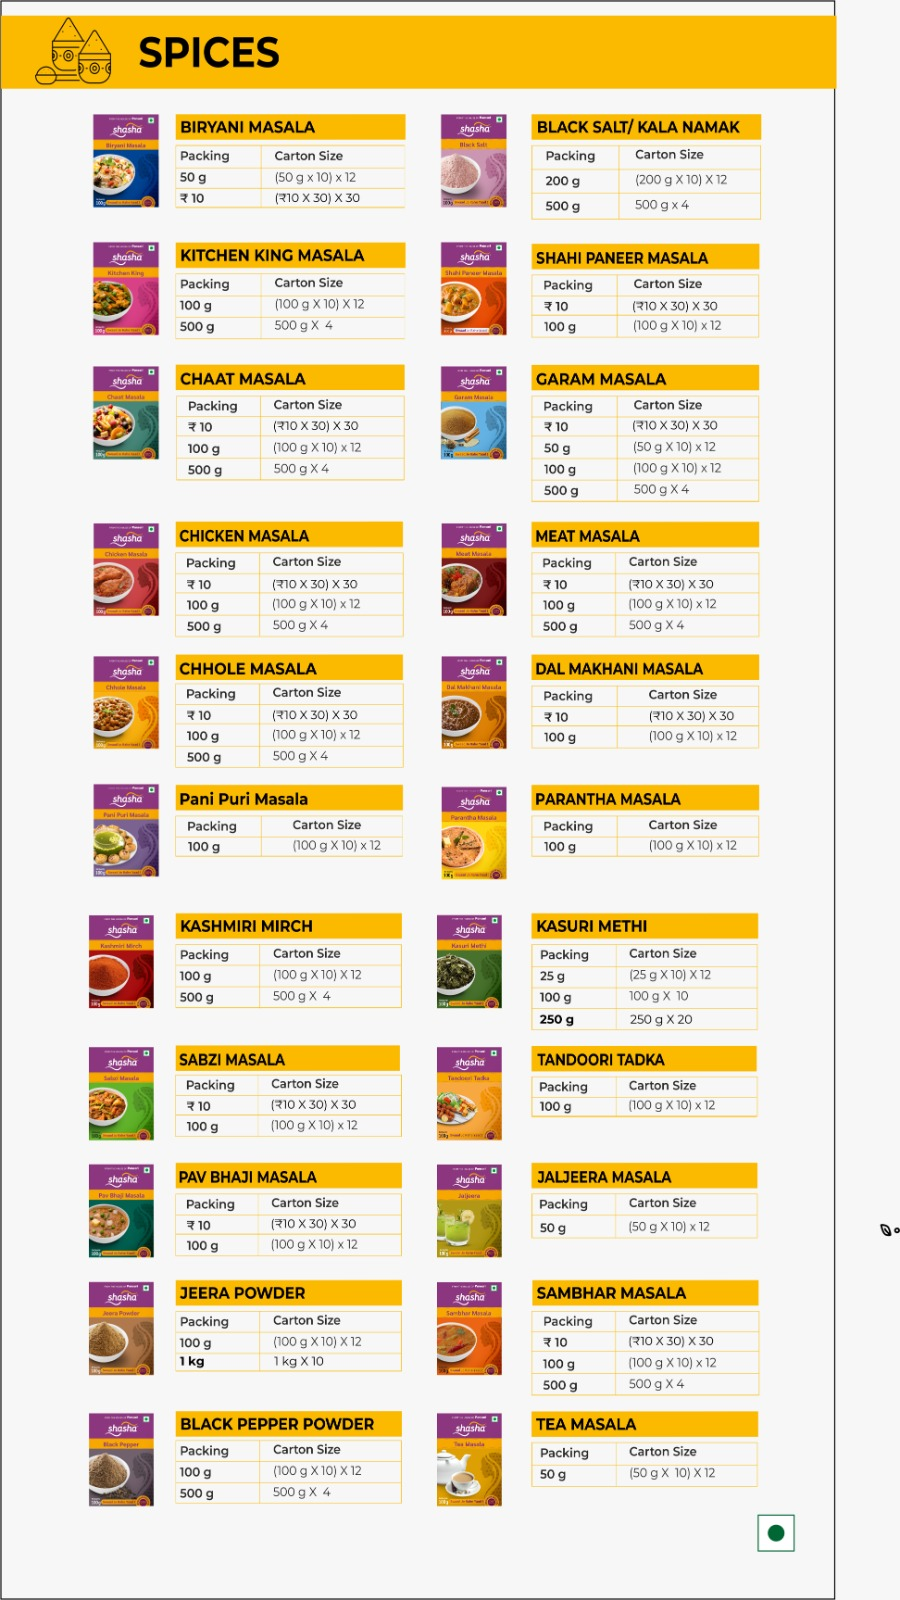 SPICES
shasha
Biryani Masala
BIRYANI MASALA
Packing Carton Size
50 g (50 g x 10) x 12
₹ 10 (₹10 X 30) X 30
shasha
Black Salt
BLACK SALT/ KALA NAMAK
Packing Carton Size
200 g (200 g X 10) X 12
500 g 500 g x 4
shasha
Kitchen King
KITCHEN KING MASALA
Packing Carton Size
100 g (100 g X 10) X 12
500 g 500 g X 4
shasha
Shahi Paneer Masala
SHAHI PANEER MASALA
Packing Carton Size
₹ 10 (₹10 X 30) X 30
100 g (100 g X 10) x 12
shasha
Chaat Masala
CHAAT MASALA
Packing Carton Size
₹ 10 (₹10 X 30) X 30
100 g (100 g X 10) x 12
500 g 500 g X 4
shasha
Garam Masala
GARAM MASALA
Packing Carton Size
₹ 10 (₹10 X 30) X 30
50 g (50 g X 10) x 12
100 g (100 g X 10) x 12
500 g 500 g X 4
shasha
Chicken Masala
CHICKEN MASALA
Packing Carton Size
₹ 10 (₹10 X 30) X 30
100 g (100 g X 10) x 12
500 g 500 g X 4
shasha
Meat Masala
MEAT MASALA
Packing Carton Size
₹ 10 (₹10 X 30) X 30
100 g (100 g X 10) x 12
500 g 500 g X 4
shasha
Chhole Masala
CHHOLE MASALA
Packing Carton Size
₹ 10 (₹10 X 30) X 30
100 g (100 g X 10) x 12
500 g 500 g X 4
shasha
Dal Makhani Masala
DAL MAKHANI MASALA
Packing Carton Size
₹ 10 (₹10 X 30) X 30
100 g (100 g X 10) x 12
shasha
Pani Puri Masala
Pani Puri Masala
Packing Carton Size
100 g (100 g X 10) x 12
shasha
Parantha Masala
PARANTHA MASALA
Packing Carton Size
100 g (100 g X 10) x 12
shasha
Kashmiri Mirch
KASHMIRI MIRCH
Packing Carton Size
100 g (100 g X 10) X 12
500 g 500 g X 4
shasha
Kasuri Methi
KASURI METHI
Packing Carton Size
25 g (25 g X 10) X 12
100 g 100 g X 10
250 g 250 g X 20
shasha
Sabzi Masala
SABZI MASALA
Packing Carton Size
₹ 10 (₹10 X 30) X 30
100 g (100 g X 10) x 12
shasha
Tandoori Tadka
TANDOORI TADKA
Packing Carton Size
100 g (100 g X 10) x 12
shasha
Pav Bhaji Masala
PAV BHAJI MASALA
Packing Carton Size
₹ 10 (₹10 X 30) X 30
100 g (100 g X 10) x 12
shasha
Jaljeera
JALJEERA MASALA
Packing Carton Size
50 g (50 g X 10) x 12
shasha
Jeera Powder
JEERA POWDER
Packing Carton Size
100 g (100 g X 10) X 12
1 kg 1 kg X 10
shasha
Sambhar Masala
SAMBHAR MASALA
Packing Carton Size
₹ 10 (₹10 X 30) X 30
100 g (100 g X 10) x 12
500 g 500 g X 4
shasha
Black Pepper
BLACK PEPPER POWDER
Packing Carton Size
100 g (100 g X 10) X 12
500 g 500 g X 4
shasha
Tea Masala
TEA MASALA
Packing Carton Size
50 g (50 g X 10) X 12